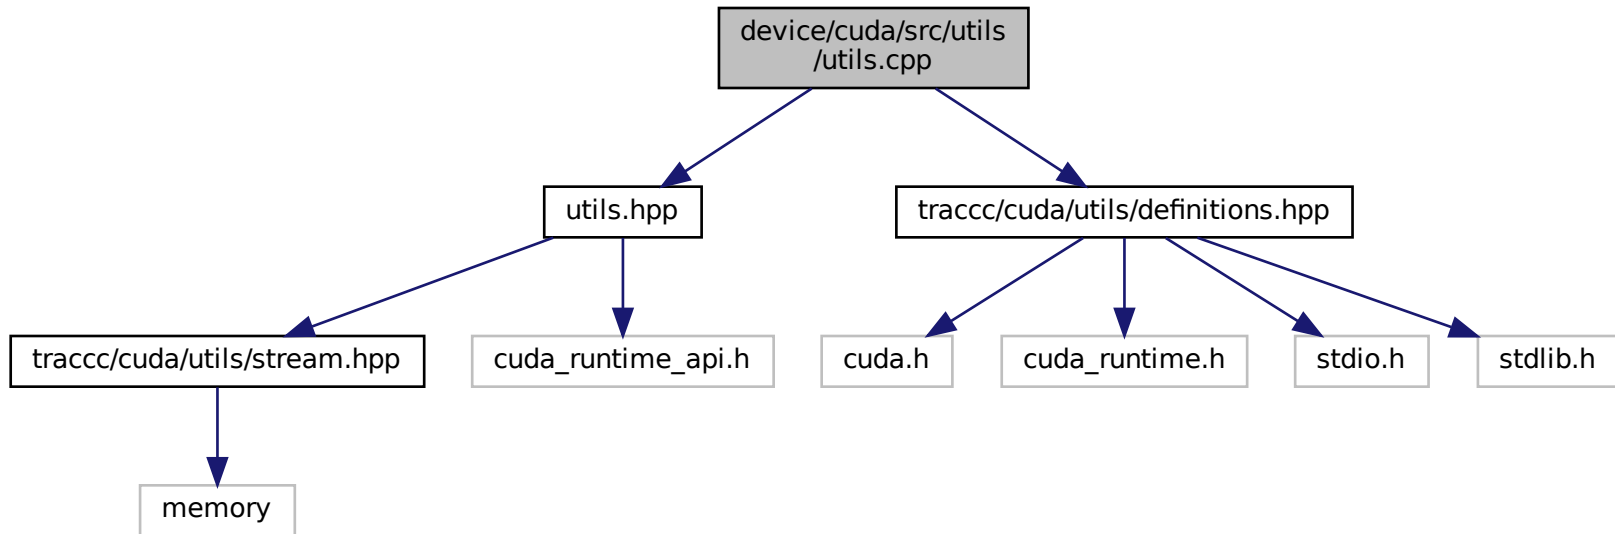 device/cuda/src/utils
/utils.cpp
utils.hpp
traccc/cuda/utils/definitions.hpp
traccc/cuda/utils/stream.hpp
cuda_runtime_api.h
cuda.h
cuda_runtime.h
stdio.h
stdlib.h
memory